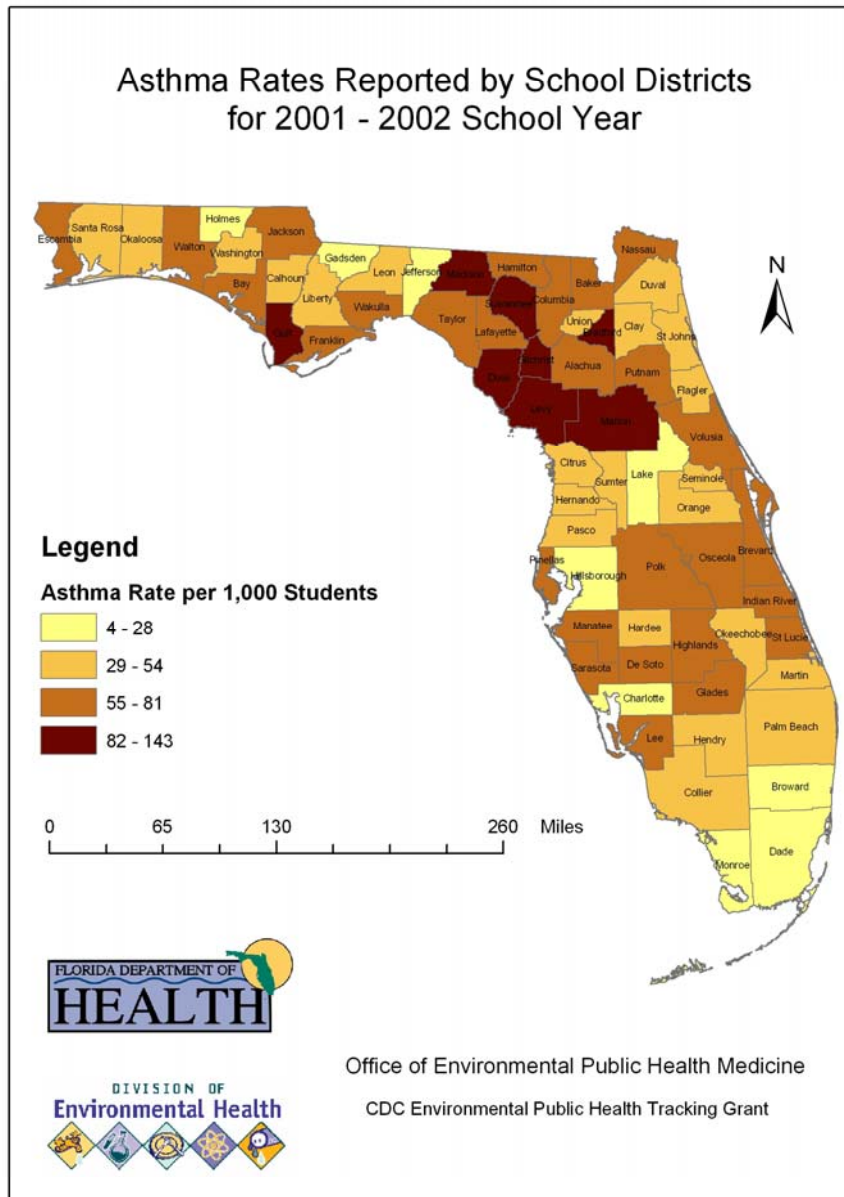 Asthma Rates Reported by School Districts
for 2001 - 2002 School Year
N
Holmes
Jackson
Santa Rosa
Escambia
Okaloosa
Walton
Washington
Gadsden
Nassau
Bay
Calhoun
Leon
Jefferson
Madison
Hamilton
Baker
Duval
Liberty
Wakulla
Suwannee
Columbia
Gulf
Franklin
Taylor
Lafayette
Union
Bradford
Clay
St Johns
Dixie
Gilchrist
Alachua
Putnam
Flagler
Levy
Marion
Volusia
Citrus
Sumter
Lake
Seminole
Hernando
Orange
Pasco
Pinellas
Hillsborough
Polk
Osceola
Brevard
Indian River
Manatee
Hardee
Highlands
Okeechobee
St Lucie
Sarasota
De Soto
Martin
Charlotte
Glades
Lee
Hendry
Palm Beach
Collier
Broward
Monroe
Dade
Legend
Asthma Rate per 1,000 Students
4 - 28
29 - 54
55 - 81
82 - 143
0 65 130 260 Miles
FLORIDA DEPARTMENT OF
HEALTH
Office of Environmental Public Health Medicine
CDC Environmental Public Health Tracking Grant
DIVISION OF
Environmental Health